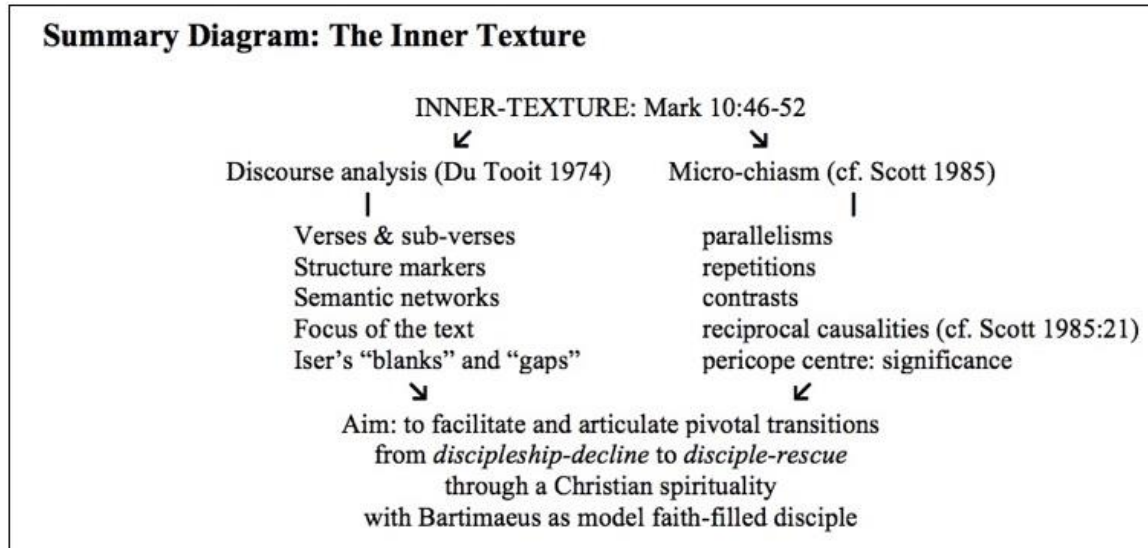 Summary Diagram: The Inner Texture
INNER-TEXTURE: Mark 10:46-52
Discourse analysis (Du Tooit 1974)
Micro-chiasm (cf. Scott 1985)
Verses & sub-verses
Structure markers
Semantic networks
Focus of the text
Iser's “blanks” and “gaps”
parallelisms
repetitions
contrasts
reciprocal causalities (cf. Scott 1985:21)
pericope centre: significance
Aim: to facilitate and articulate pivotal transitions
from discipleship-decline to disciple-rescue
through a Christian spirituality
with Bartimaeus as model faith-filled disciple